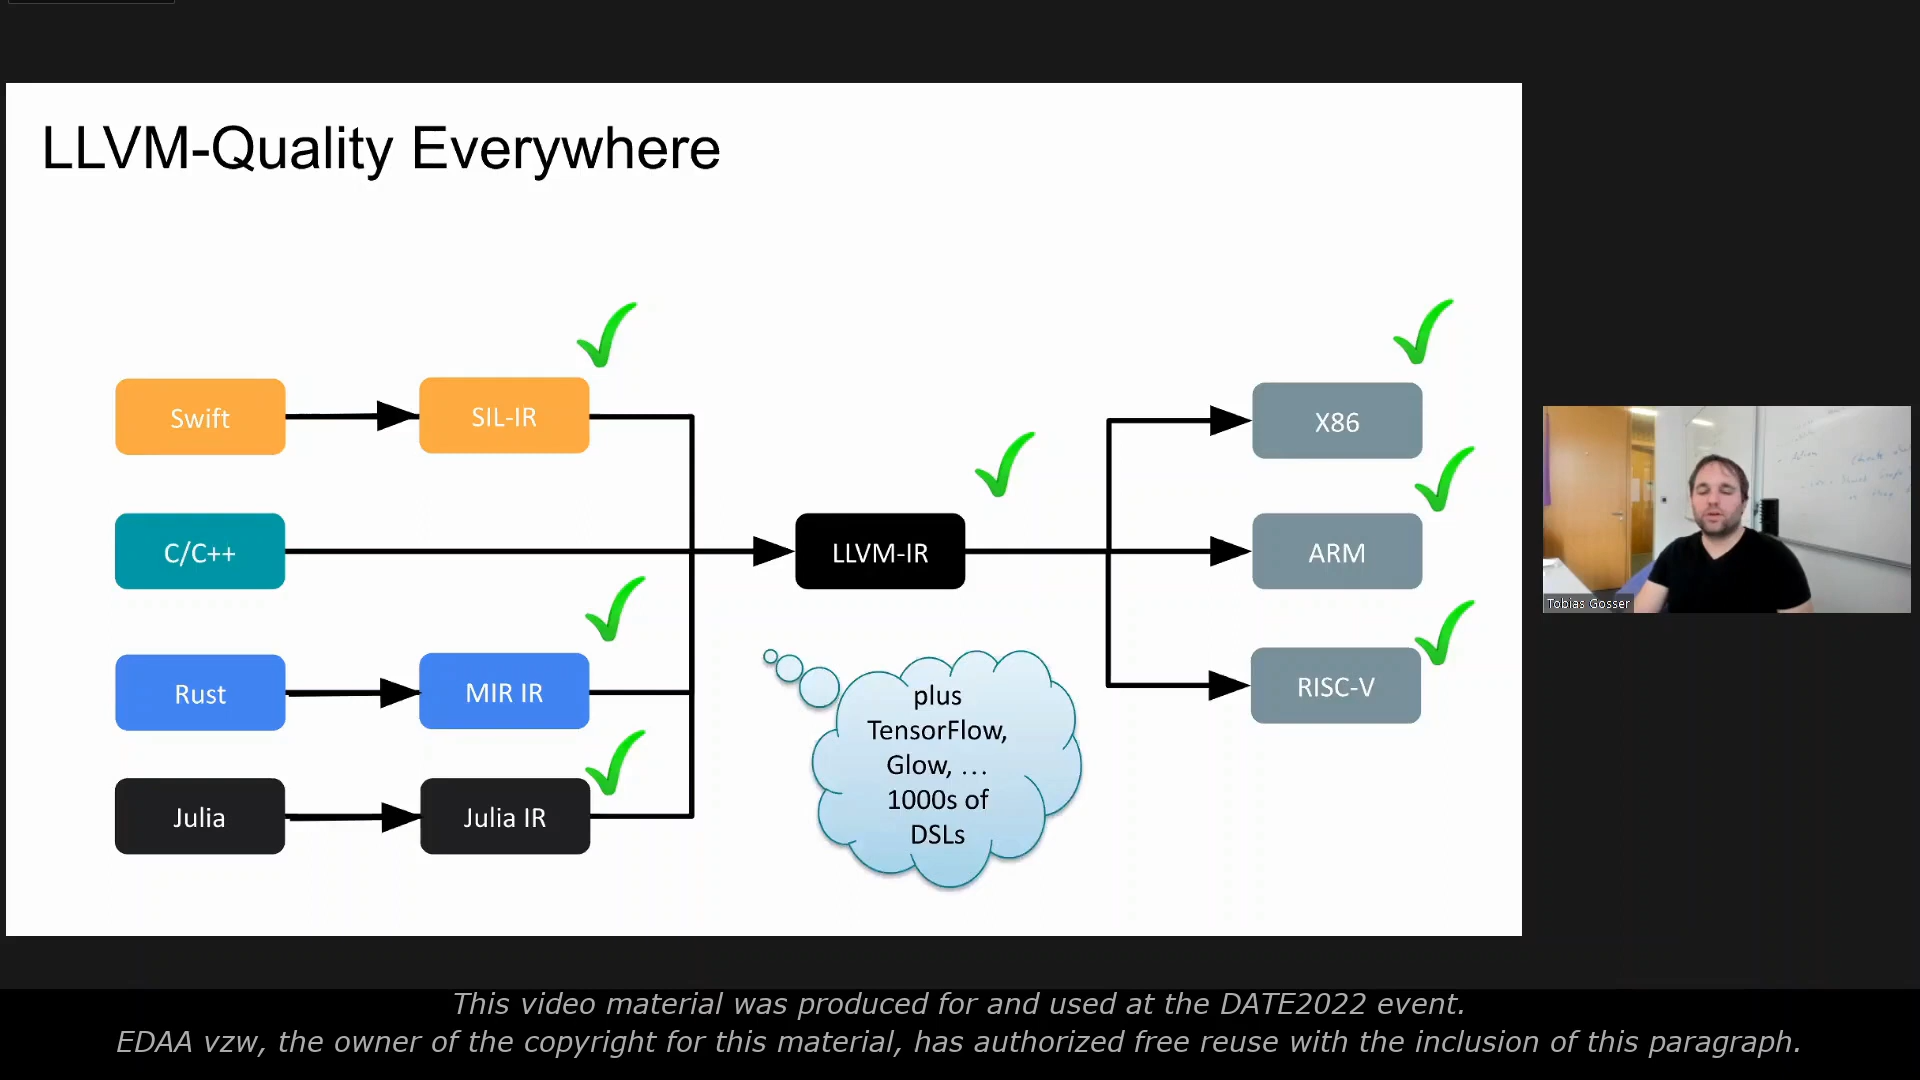 LLVM-Quality Everywhere
Swift
SIL-IR
X86
C/C++
LLVM-IR
ARM
Rust
MIR IR
RISC-V
Julia
Julia IR
plus
TensorFlow,
Glow, ...
1000s of
DSLs
Tobias Gosser
This video material was produced for and used at the DATE2022 event.
EDAA vzw, the owner of the copyright for this material, has authorized free reuse with the inclusion of this paragraph.